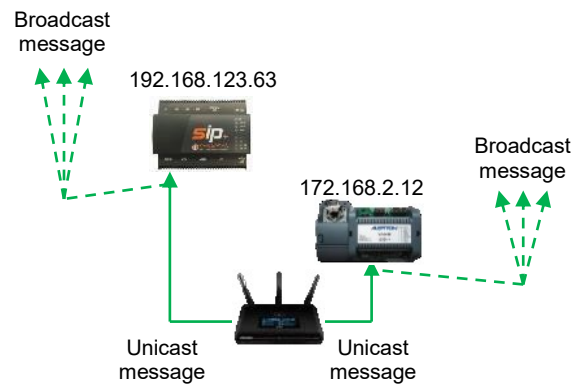 Broadcast
message
192.168.123.63
sip
Broadcast
message
172.168.2.12
Unicast
message
Unicast
message